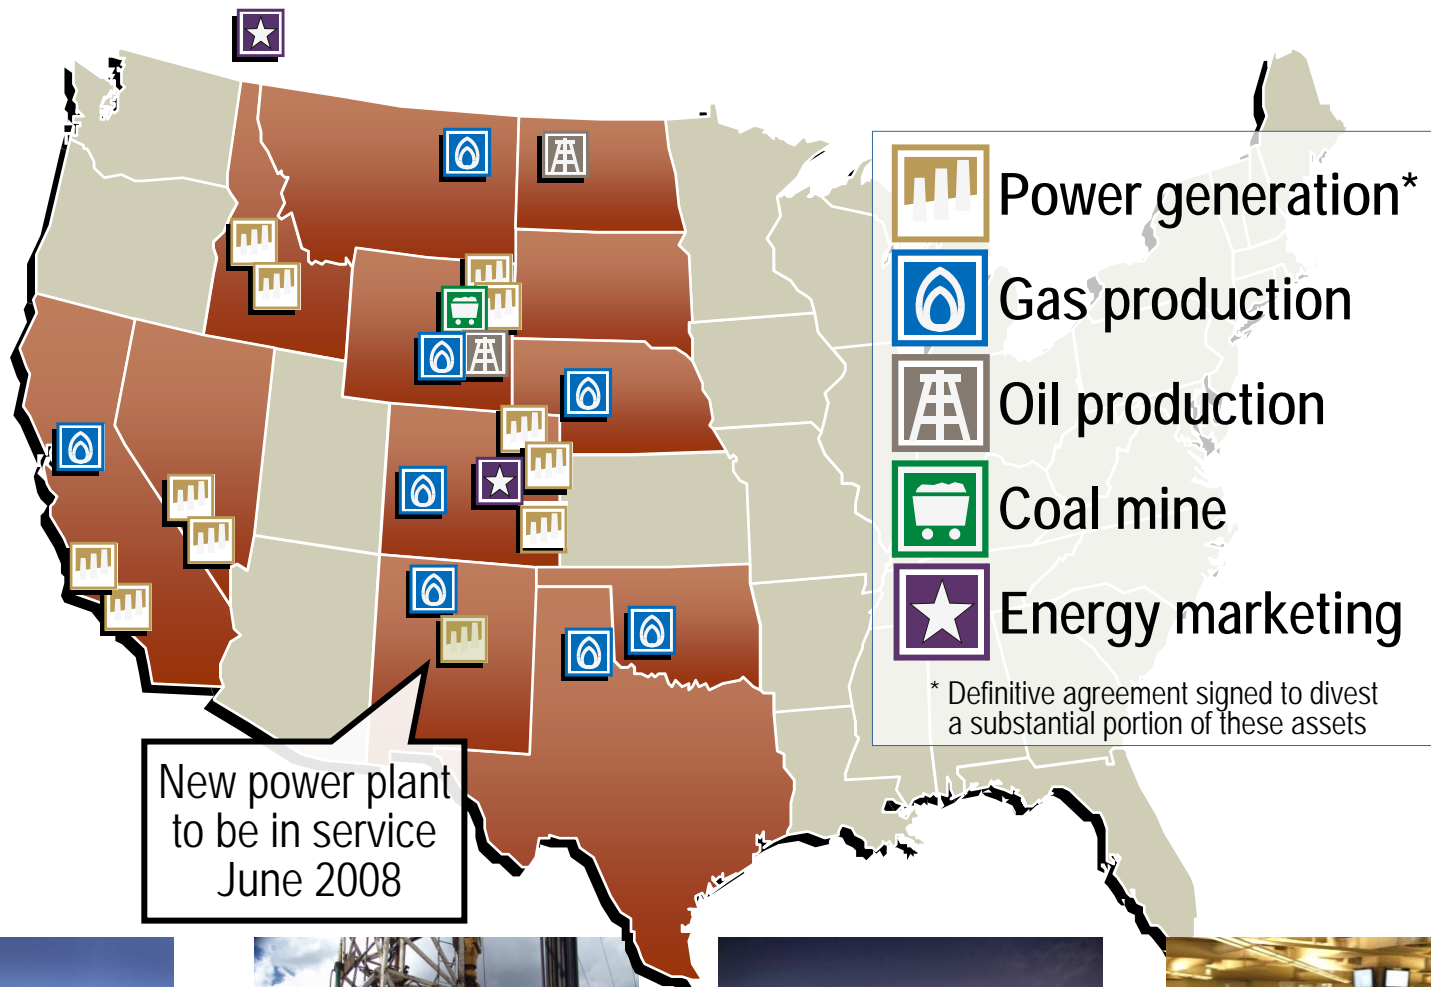 Power generation*
Gas production
Oil production
Coal mine
Energy marketing
* Definitive agreement signed to divest
a substantial portion of these assets
New power plant
to be in service
June 2008